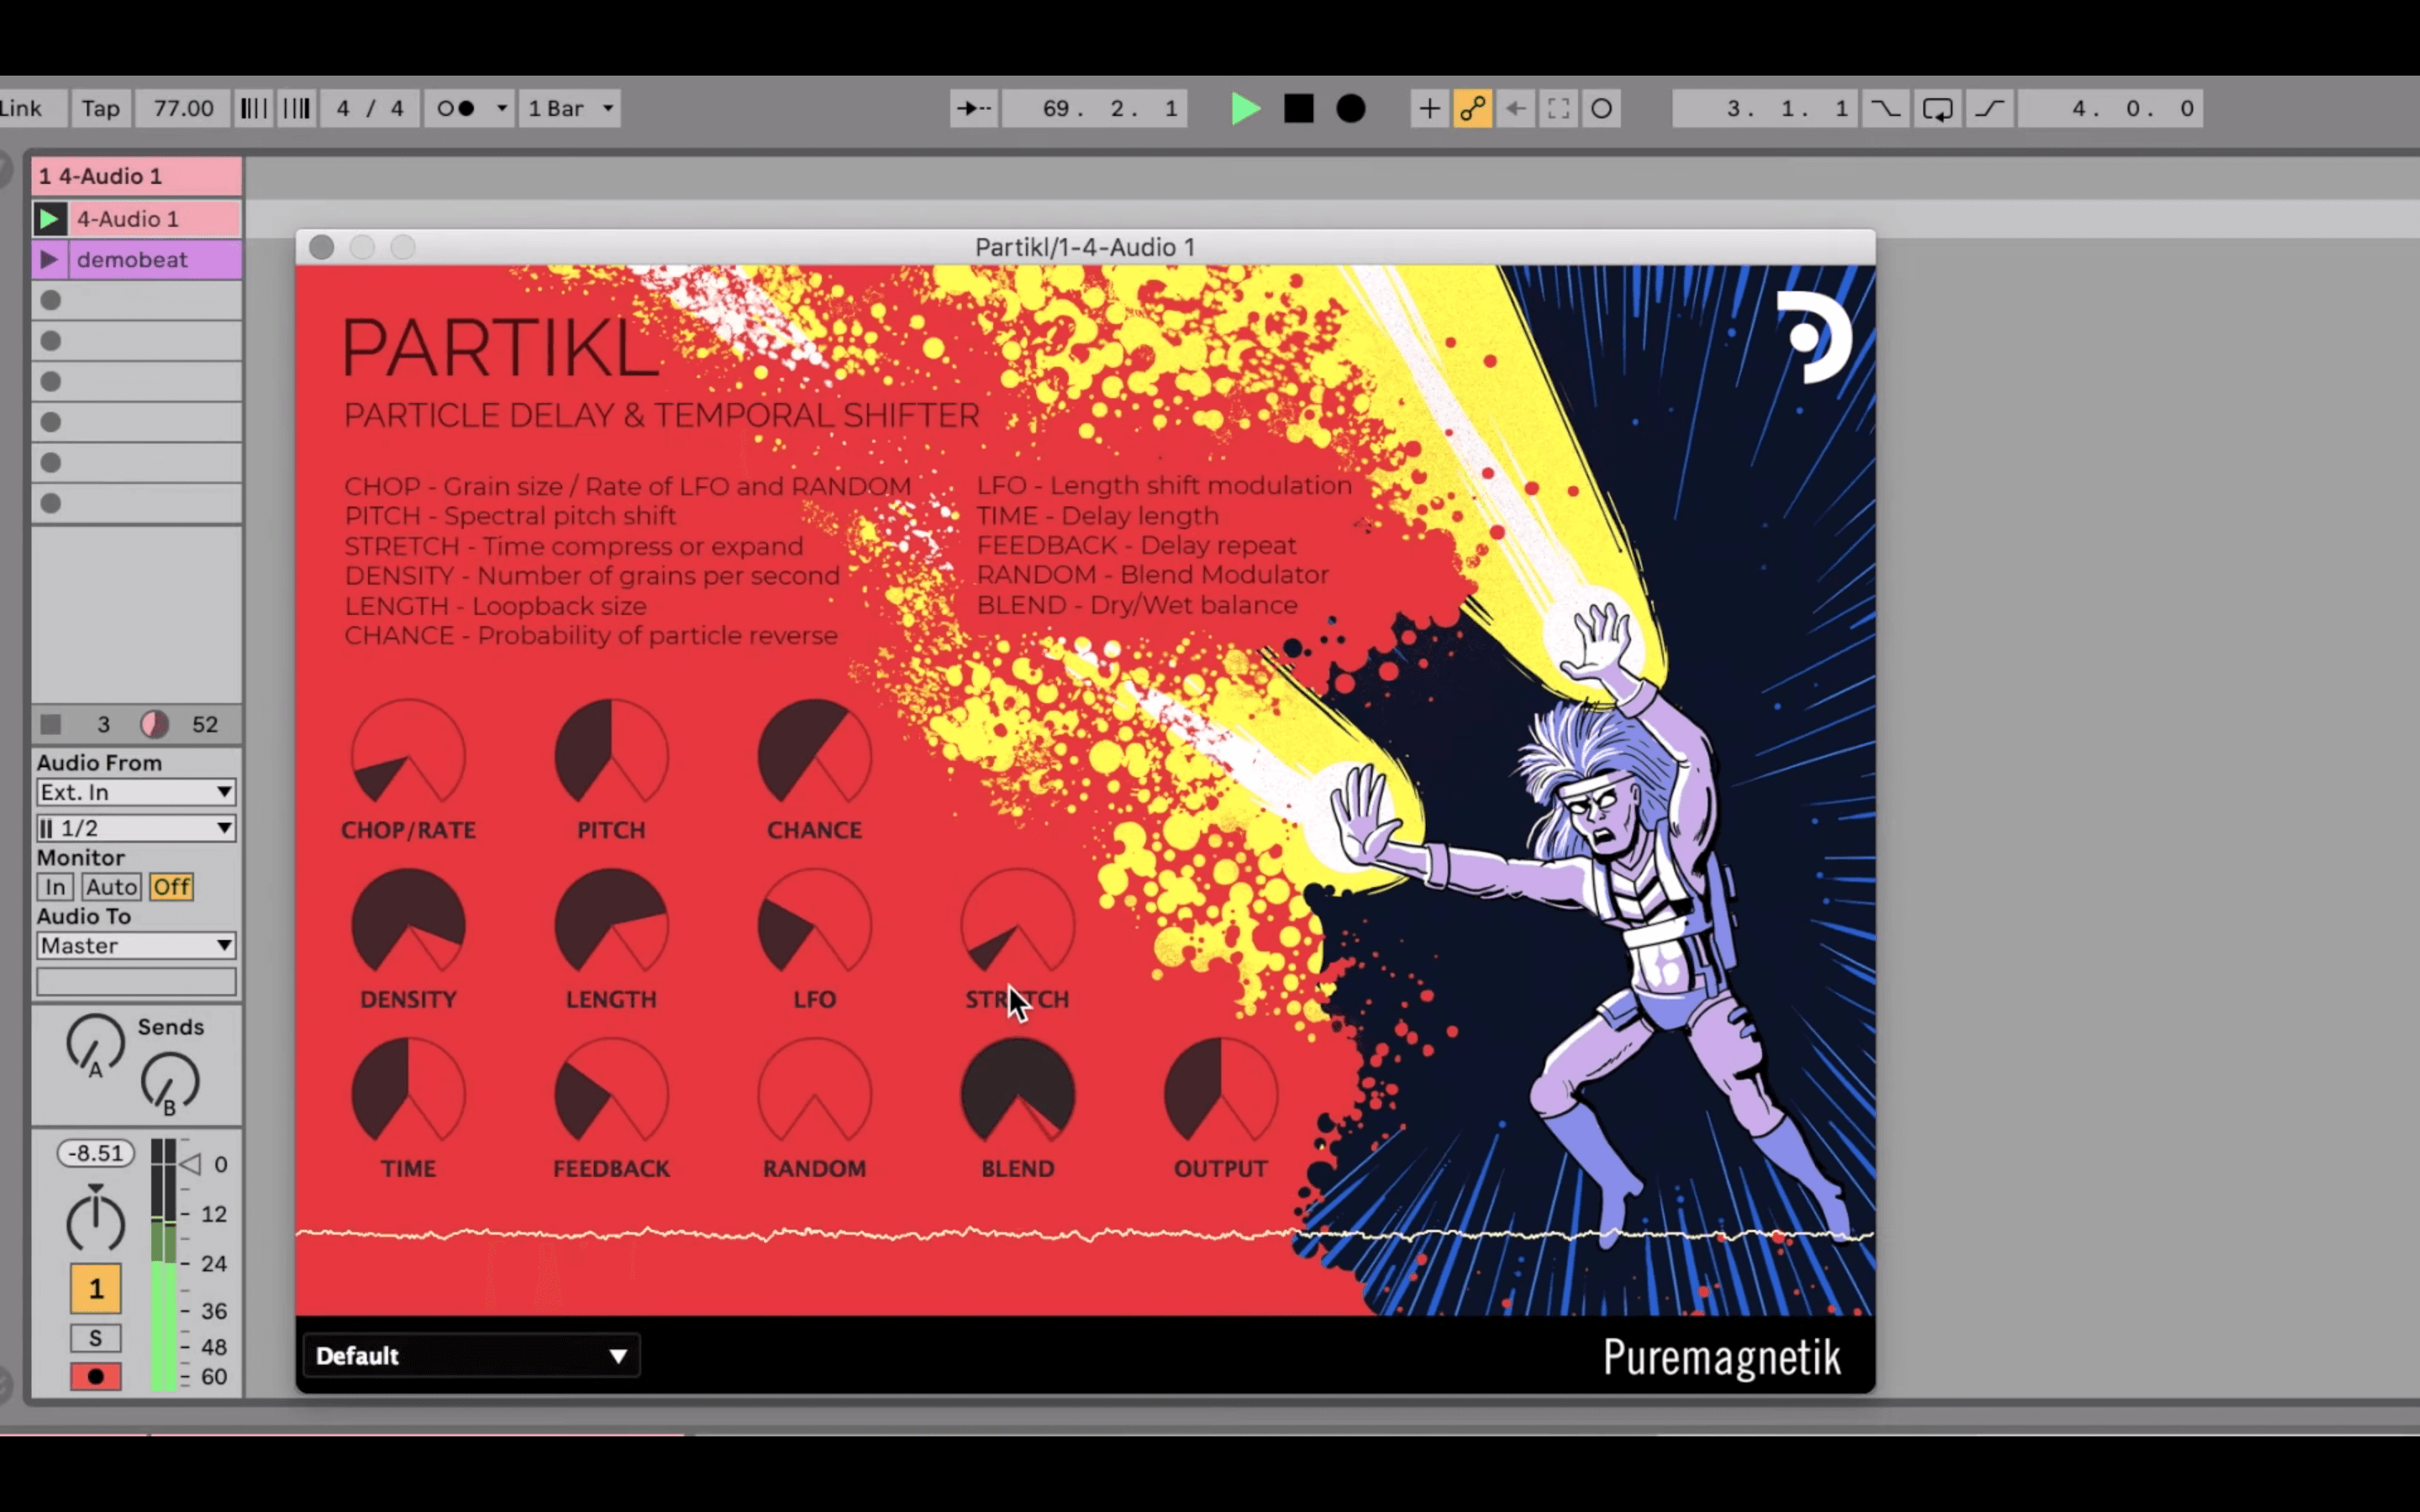 Link Tap 77.00 4 / 4 1 Bar 69. 2. 1 3. 1. 1 4. 0. 0
1 4-Audio 1
4-Audio 1
demobeat
3 52
Audio From
Ext. In
1/2
Monitor
In Auto Off
Audio To
Master
Sends
A
B
-8.51 0
12
24
1
36
S
48
60
Partikl/1-4-Audio 1
PARTIKL
PARTICLE DELAY & TEMPORAL SHIFTER
CHOP - Grain size / Rate of LFO and RANDOM
PITCH - Spectral pitch shift
STRETCH - Time compress or expand
DENSITY - Number of grains per second
LENGTH - Loopback size
CHANCE - Probability of particle reverse
LFO - Length shift modulation
TIME - Delay length
FEEDBACK - Delay repeat
RANDOM - Blend Modulator
BLEND - Dry/Wet balance
CHOP/RATE PITCH CHANCE
DENSITY LENGTH LFO STRETCH
TIME FEEDBACK RANDOM BLEND OUTPUT
Default
Puremagnetik